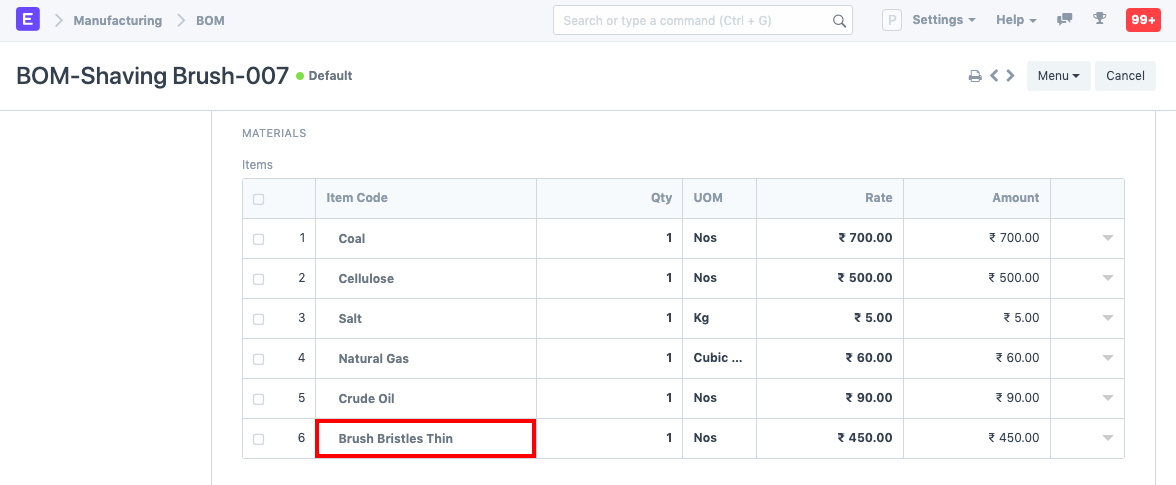 E Manufacturing BOM Search or type a command (Ctrl + G) P Settings Help 99+
BOM-Shaving Brush-007 Default Menu Cancel
MATERIALS
Items
Item Code Qty UOM Rate Amount
1 Coal 1 Nos ₹ 700.00 ₹ 700.00
2 Cellulose 1 Nos ₹ 500.00 ₹ 500.00
3 Salt 1 Kg ₹ 5.00 ₹ 5.00
4 Natural Gas 1 Cubic ... ₹ 60.00 ₹ 60.00
5 Crude Oil 1 Nos ₹ 90.00 ₹ 90.00
6 Brush Bristles Thin 1 Nos ₹ 450.00 ₹ 450.00